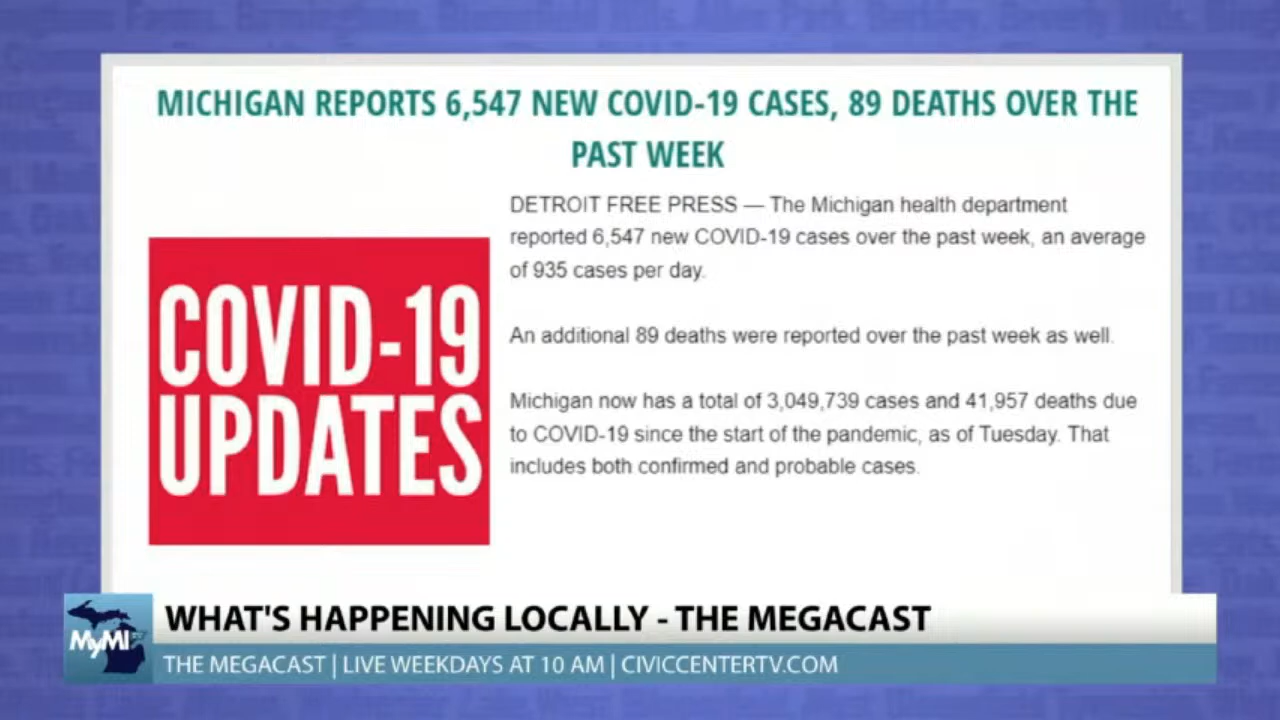 MICHIGAN REPORTS 6,547 NEW COVID-19 CASES, 89 DEATHS OVER THE
PAST WEEK
DETROIT FREE PRESS — The Michigan health department
reported 6,547 new COVID-19 cases over the past week, an average
of 935 cases per day.
An additional 89 deaths were reported over the past week as well.
Michigan now has a total of 3,049,739 cases and 41,957 deaths due
to COVID-19 since the start of the pandemic, as of Tuesday. That
includes both confirmed and probable cases.
COVID-19
UPDATES
MyMI
WHAT'S HAPPENING LOCALLY - THE MEGACAST
THE MEGACAST | LIVE WEEKDAYS AT 10 AM | CIVICCENTERTV.COM